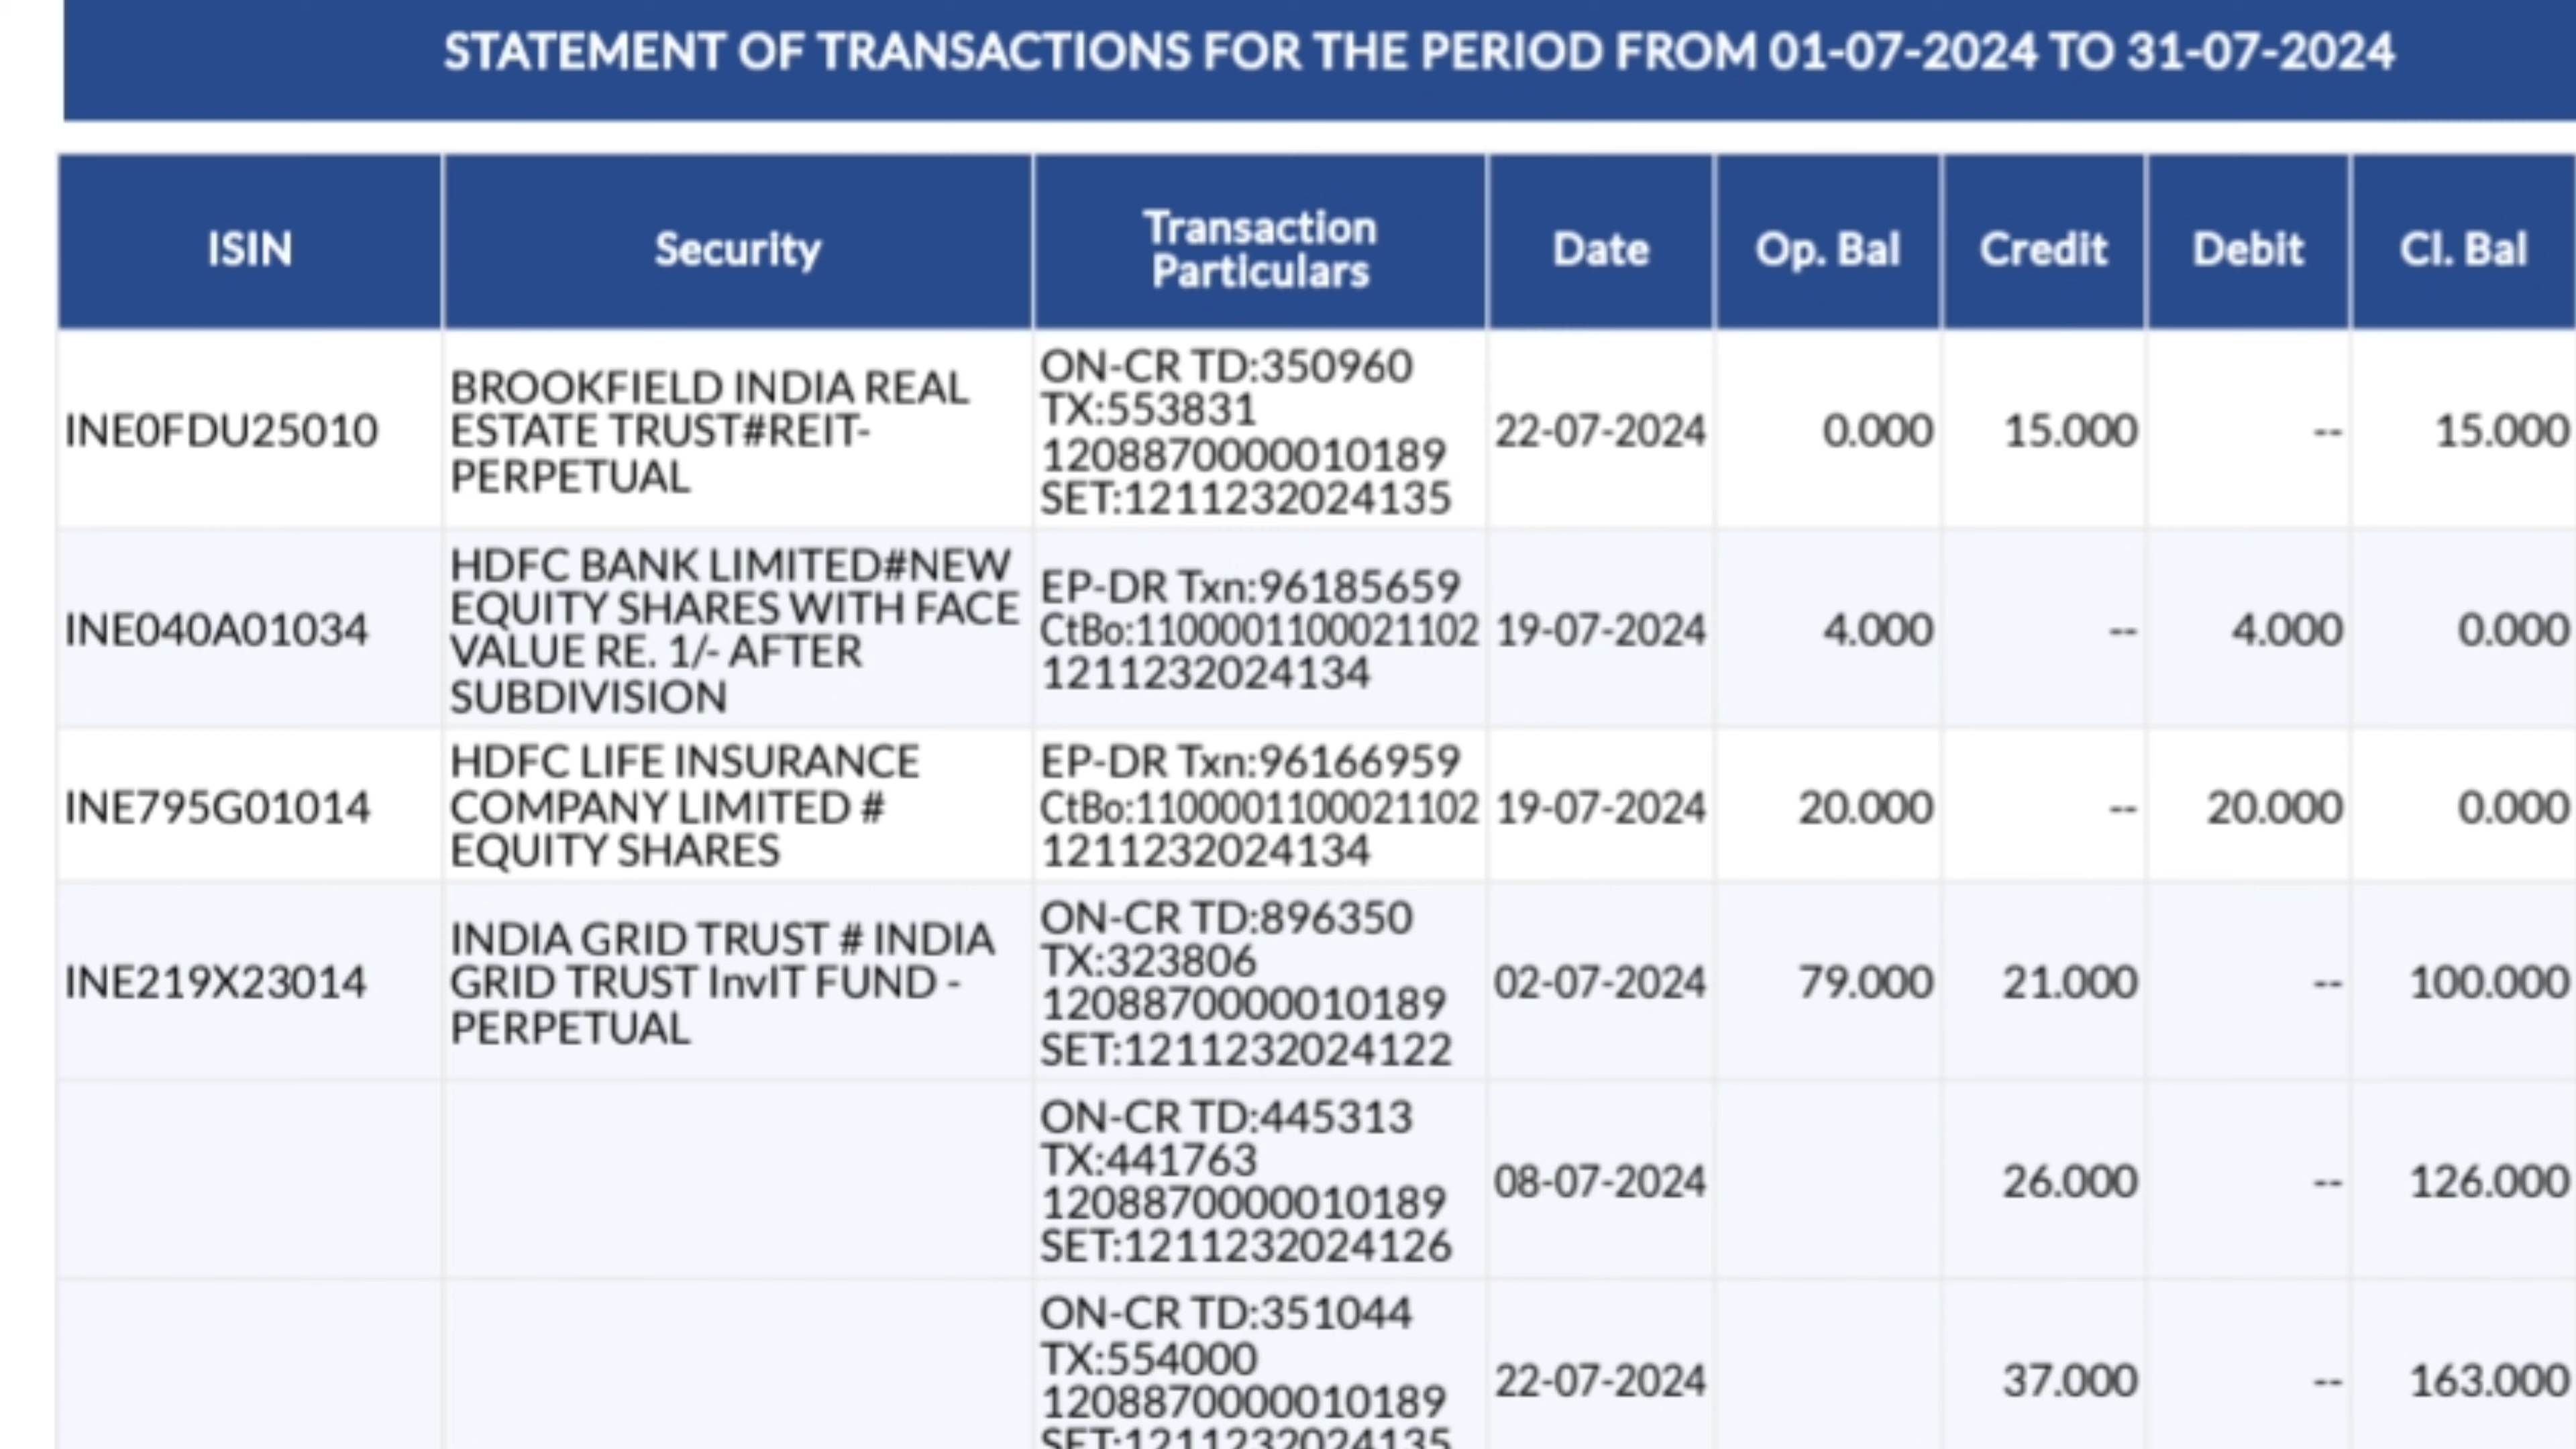 STATEMENT OF TRANSACTIONS FOR THE PERIOD FROM 01-07-2024 TO 31-07-2024
ISIN
Security
Transaction
Particulars
Date
Op. Bal
Credit
Debit
Cl. Bal
INE0FDU25010
BROOKFIELD INDIA REAL
ESTATE TRUST#REIT-
PERPETUAL
ON-CR TD:350960
TX:553831
1208870000010189
SET:1211232024135
22-07-2024
0.000
15.000
--
15.000
INE040A01034
HDFC BANK LIMITED#NEW
EQUITY SHARES WITH FACE
VALUE RE. 1/- AFTER
SUBDIVISION
EP-DR Txn:96185659
CtBo:1100001100021102
1211232024134
19-07-2024
4.000
--
4.000
0.000
INE795G01014
HDFC LIFE INSURANCE
COMPANY LIMITED #
EQUITY SHARES
EP-DR Txn:96166959
CtBo:1100001100021102
1211232024134
19-07-2024
20.000
--
20.000
0.000
INE219X23014
INDIA GRID TRUST # INDIA
GRID TRUST InvIT FUND -
PERPETUAL
ON-CR TD:896350
TX:323806
1208870000010189
SET:1211232024122
02-07-2024
79.000
21.000
--
100.000
ON-CR TD:445313
TX:441763
1208870000010189
SET:1211232024126
08-07-2024
26.000
--
126.000
ON-CR TD:351044
TX:554000
1208870000010189
SET:1211232024135
22-07-2024
37.000
--
163.000